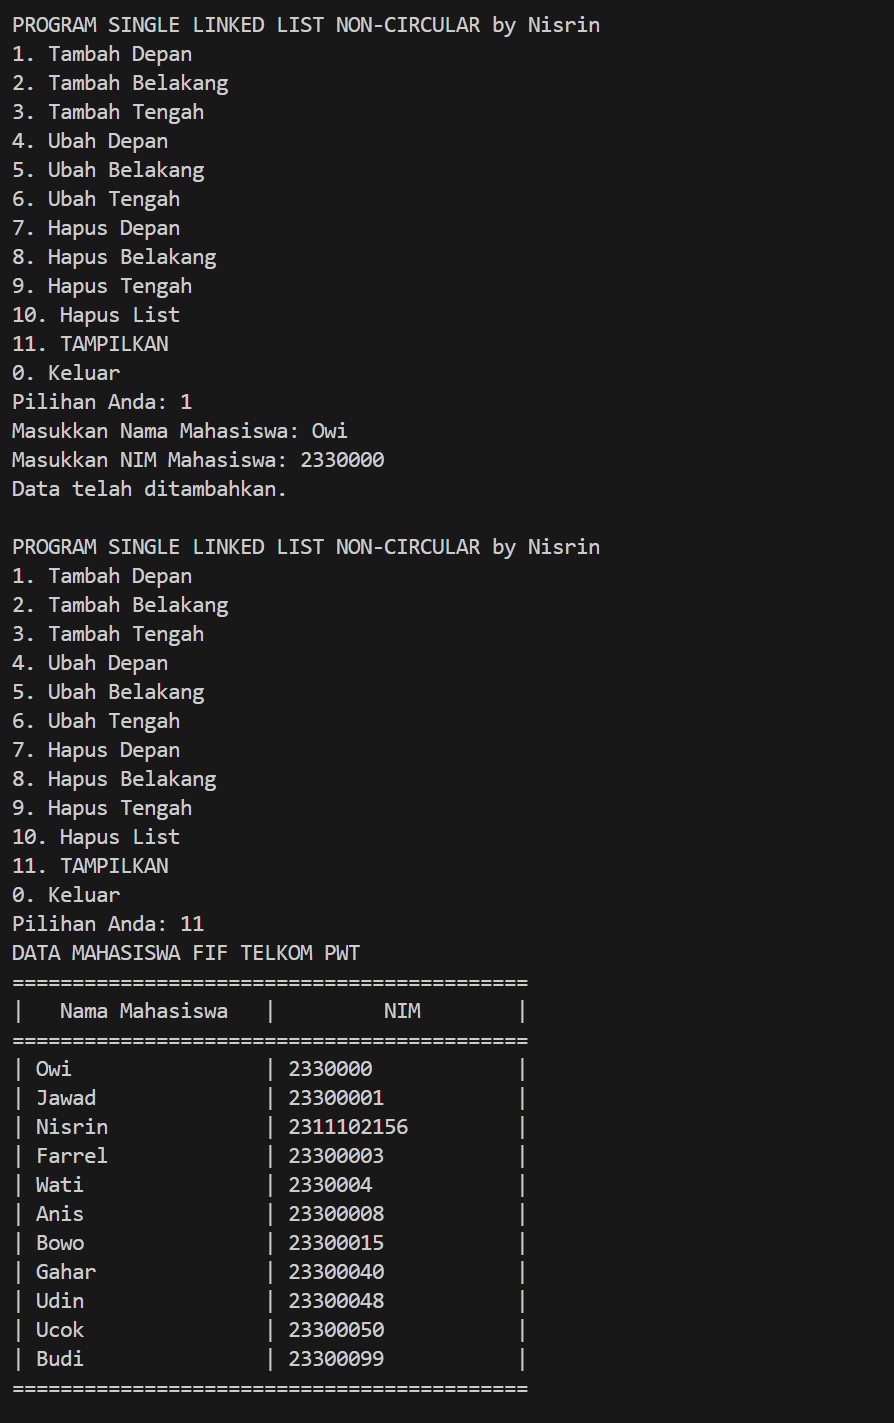 PROGRAM SINGLE LINKED LIST NON-CIRCULAR by Nisrin
1. Tambah Depan
2. Tambah Belakang
3. Tambah Tengah
4. Ubah Depan
5. Ubah Belakang
6. Ubah Tengah
7. Hapus Depan
8. Hapus Belakang
9. Hapus Tengah
10. Hapus List
11. TAMPILKAN
0. Keluar
Pilihan Anda: 1
Masukkan Nama Mahasiswa: Owi
Masukkan NIM Mahasiswa: 2330000
Data telah ditambahkan.

PROGRAM SINGLE LINKED LIST NON-CIRCULAR by Nisrin
1. Tambah Depan
2. Tambah Belakang
3. Tambah Tengah
4. Ubah Depan
5. Ubah Belakang
6. Ubah Tengah
7. Hapus Depan
8. Hapus Belakang
9. Hapus Tengah
10. Hapus List
11. TAMPILKAN
0. Keluar
Pilihan Anda: 11
DATA MAHASISWA FIF TELKOM PWT
===========================================
|   Nama Mahasiswa   |         NIM        |
===========================================
| Owi                | 2330000            |
| Jawad              | 23300001           |
| Nisrin             | 2311102156         |
| Farrel             | 23300003           |
| Wati               | 2330004            |
| Anis               | 23300008           |
| Bowo               | 23300015           |
| Gahar              | 23300040           |
| Udin               | 23300048           |
| Ucok               | 23300050           |
| Budi               | 23300099           |
===========================================